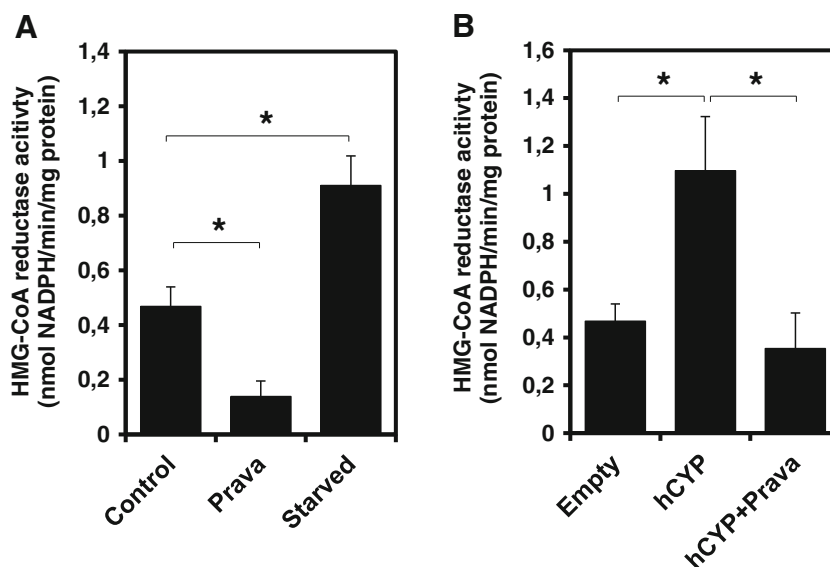 A
HMG-CoA reductase acitivty
(nmol NADPH/min/mg protein)
1,4
1,2
1
0,8
0,6
0,4
0,2
0
*
*
Control
Prava
Starved
B
HMG-CoA reductase acitivty
(nmol NADPH/min/mg protein)
1,6
1,4
1,2
1
0,8
0,6
0,4
0,2
0
*
*
Empty
hCYP
hCYP+Prava